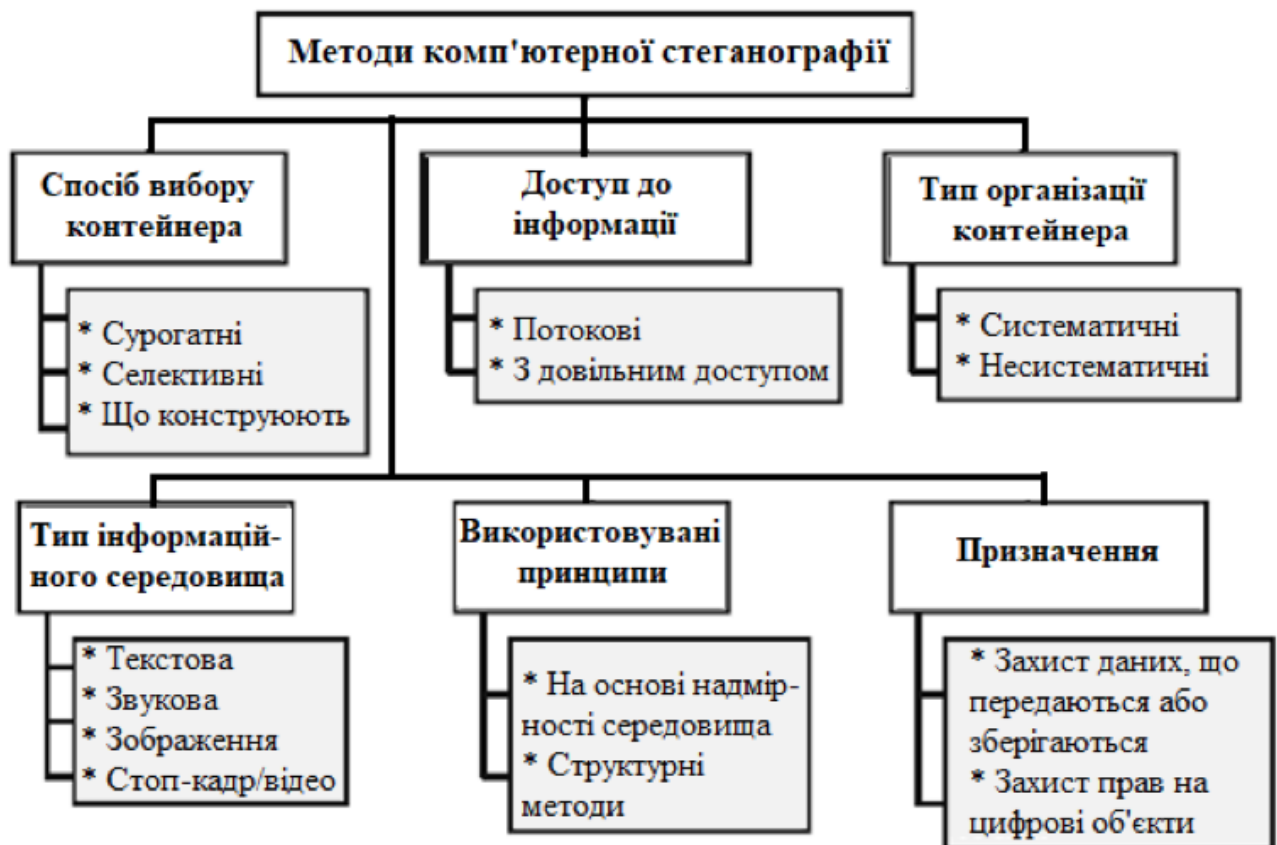 Методи комп'ютерної стеганографії
Спосіб вибору
контейнера
* Сурогатні
* Селективні
* Що конструюють
Доступ до
інформації
* Потокові
* З довільним доступом
Тип організації
контейнера
* Систематичні
* Несистематичні
Тип інформацій-
ного середовища
* Текстова
* Звукова
* Зображення
* Стоп-кадр/відео
Використовувані
принципи
* На основі надмір-
ності середовища
* Структурні
методи
Призначення
* Захист даних, що
передаються або
зберігаються
* Захист прав на
цифрові об'єкти